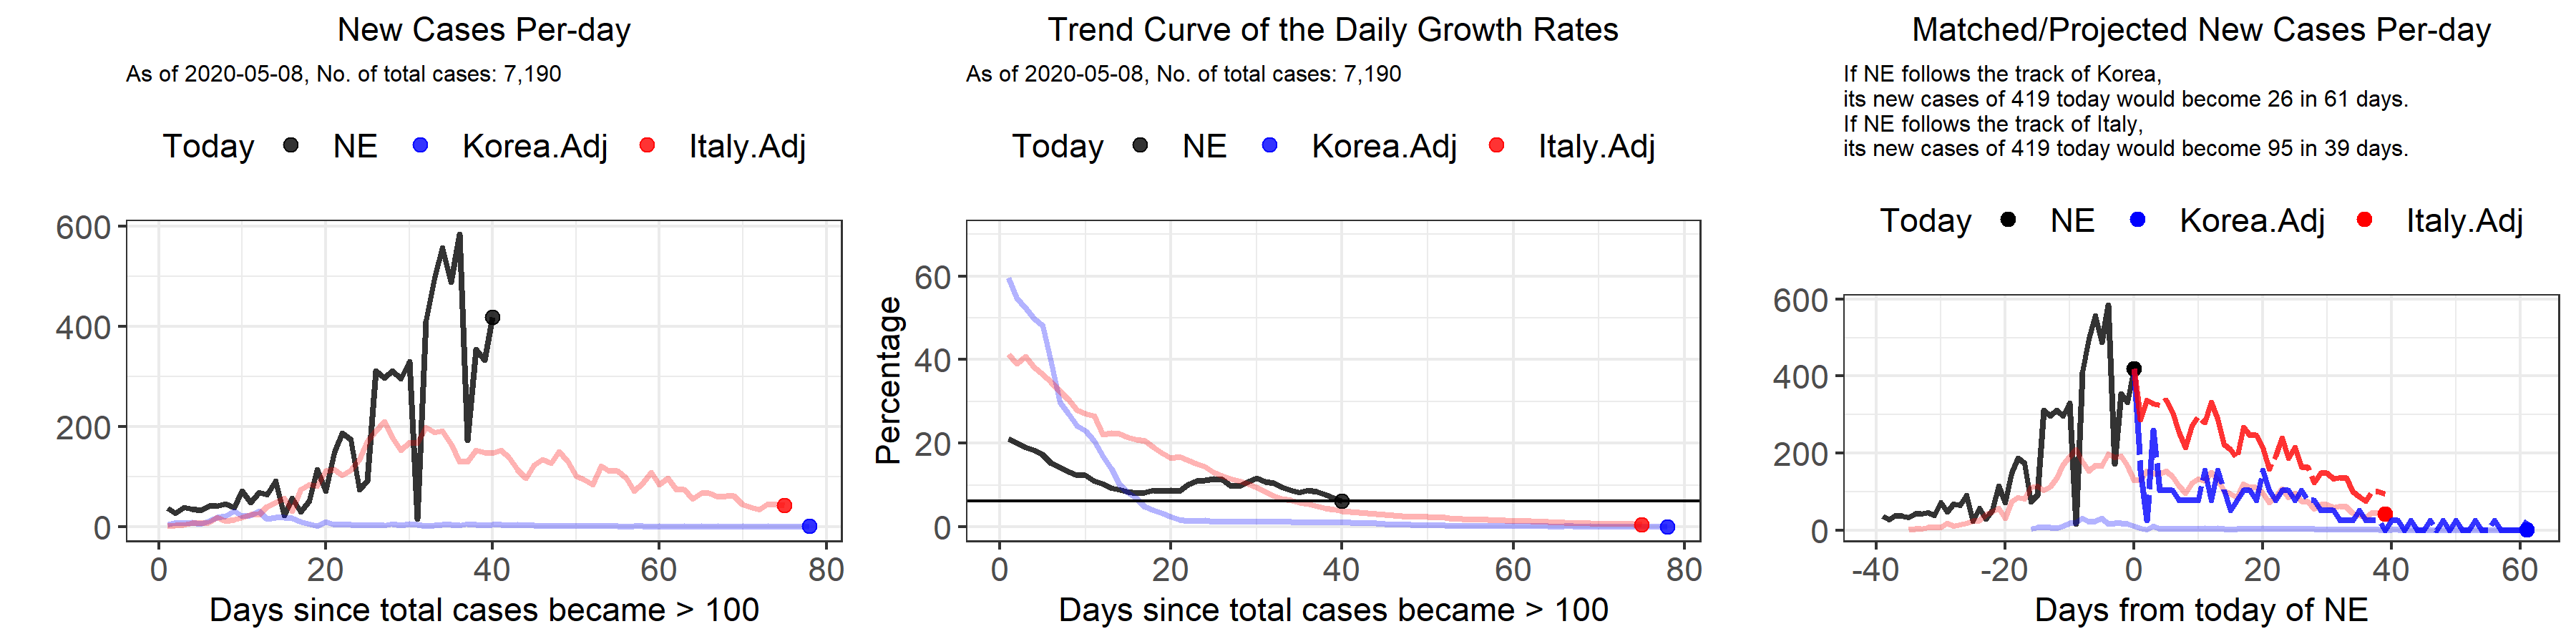 New Cases Per-day
As of 2020-05-08, No. of total cases: 7,190
Today NE Korea.Adj Italy.Adj
600
400
200
0
0 20 40 60 80
Days since total cases became > 100
Trend Curve of the Daily Growth Rates
As of 2020-05-08, No. of total cases: 7,190
Today NE Korea.Adj Italy.Adj
Percentage
60
40
20
0
0 20 40 60 80
Days since total cases became > 100
Matched/Projected New Cases Per-day
If NE follows the track of Korea,
its new cases of 419 today would become 26 in 61 days.
If NE follows the track of Italy,
its new cases of 419 today would become 95 in 39 days.
Today NE Korea.Adj Italy.Adj
600
400
200
0
-40 -20 0 20 40 60
Days from today of NE